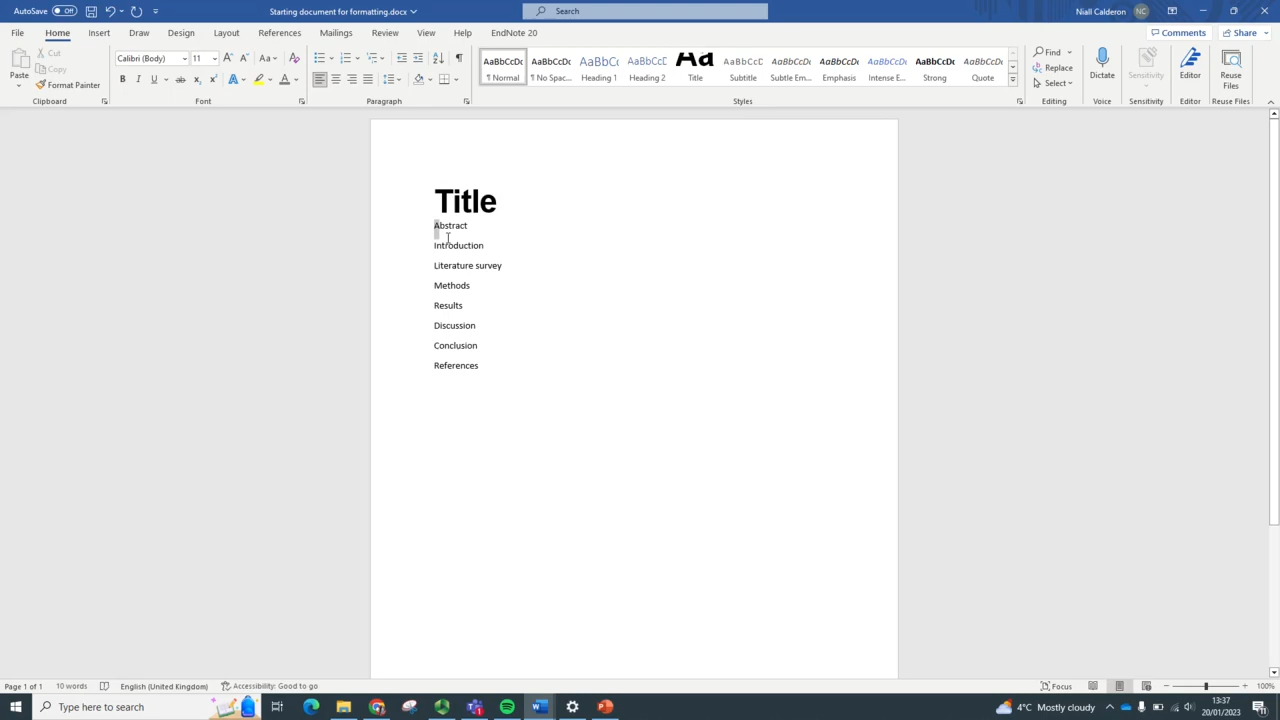 AutoSave Off Starting document for formatting.docx Search Niall Calderon NC
File Home Insert Draw Design Layout References Mailings Review View Help EndNote 20 Comments Share
Paste Cut Copy Format Painter Clipboard
Calibri (Body) 11 Font
Paragraph
AaBbCcDc AaBbCcDc AaBbC( AaBbCcE Aa AaBbCcD AaBbCcDc AaBbCcDc AaBbCcDc AaBbCcDc AaBbCcDc
¶ Normal ¶ No Spac... Heading 1 Heading 2 Title Subtitle Subtle Em... Emphasis Intense E... Strong Quote
Styles
Find Replace Select Editing
Dictate Voice
Sensitivity Sensitivity
Editor Editor
Reuse Files Reuse Files
Title
Abstract
Introduction
Literature survey
Methods
Results
Discussion
Conclusion
References
Page 1 of 1 10 words English (United Kingdom) Accessibility: Good to go Focus 100%
Type here to search 4°C Mostly cloudy 13:37
20/01/2023